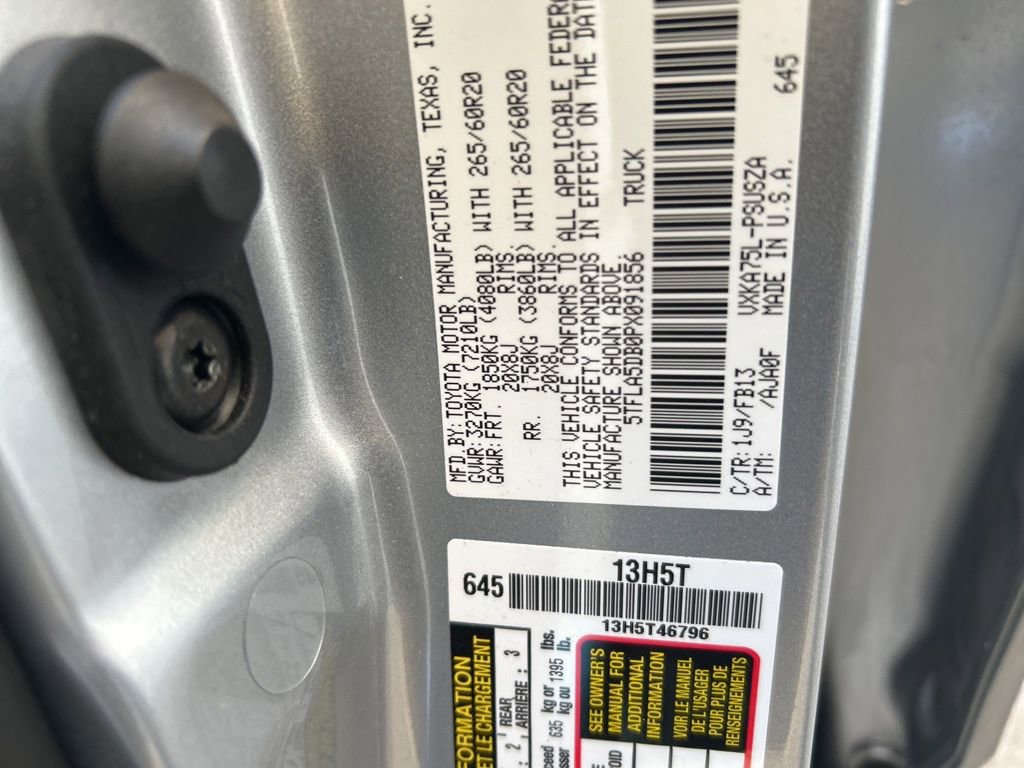 MFD.BY:TOYOTA MOTOR MANUFACTURING, TEXAS, INC.
GVWR:3270KG (7210LB)
GAWR:FRT. 1850KG (4080LB) WITH 265/60R20
20X8J RIMS.
RR. 1750KG (3860LB) WITH 265/60R20
20X8J RIMS.
THIS VEHICLE CONFORMS TO ALL APPLICABLE
VEHICLE SAFETY STANDARDS IN EFFECT ON THE DATE
MANUFACTURE SHOWN ABOVE.
5TFLA5DB0PX091856 TRUCK
C/TR:1J9/FB13 VXKA75L-PSUSZA 645
A/TM: /AJA0F MADE IN U.S.A.
13H5T
645
13H5T46796
ET LE CHARGEMENT
2 REAR : 3
2 ARRIÈRE : 3
635 kg or 1395 lbs.
kg ou lb.
SEE OWNER'S
MANUAL FOR
ADDITIONAL
INFORMATION
VOIR LE MANUEL
DE L'USAGER
POUR PLUS DE
RENSEIGNEMENTS